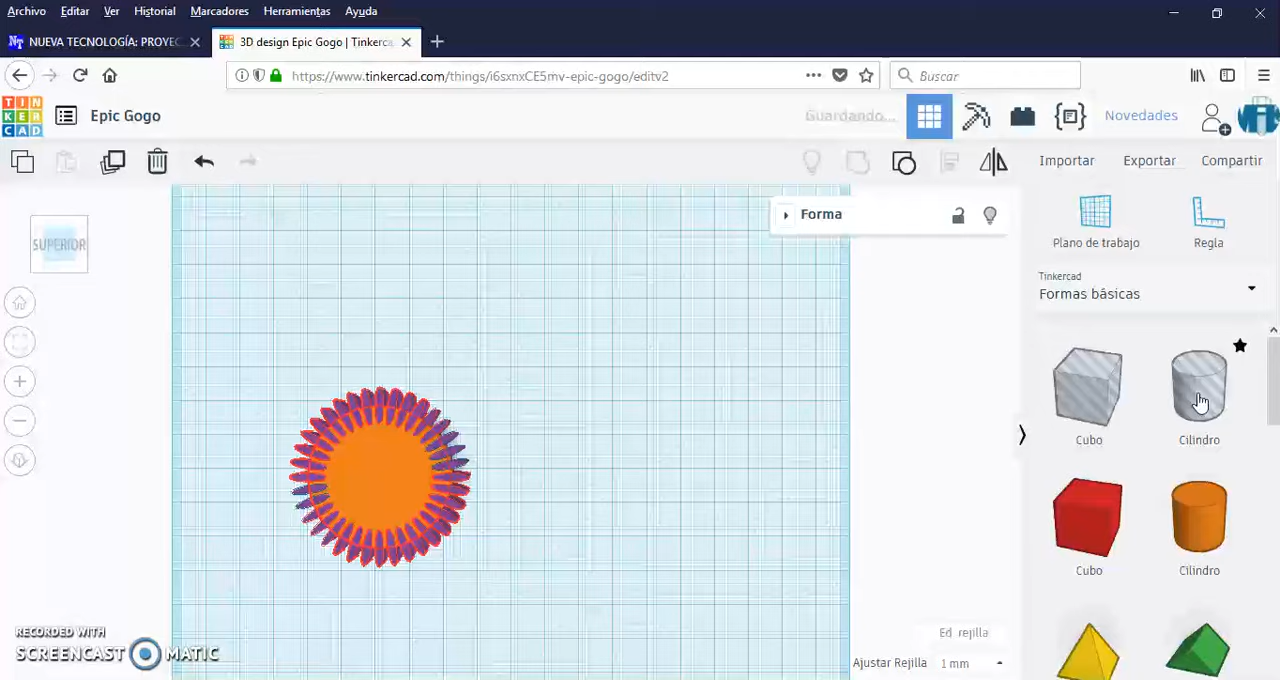 Archivo Editar Ver Historial Marcadores Herramientas Ayuda
NT NUEVA TECNOLOGÍA: PROYEC 3D design Epic Gogo | Tinkerca
https://www.tinkercad.com/things/i6sxnxCE5mv-epic-gogo/editv2 Buscar
TIN
KER
CAD
Epic Gogo Guardando... Novedades
Importar Exportar Compartir
Forma
SUPERIOR
Plano de trabajo Regla
Tinkercad
Formas básicas
Cubo Cilindro
Cubo Cilindro
Ed. rejilla
Ajustar Rejilla 1 mm
RECORDED WITH
SCREENCAST MATIC